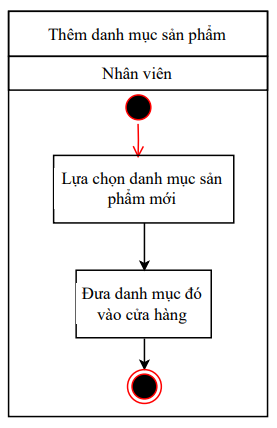 Thêm danh mục sản phẩm
Nhân viên
Lựa chọn danh mục sản
phẩm mới
Đưa danh mục đó
vào cửa hàng